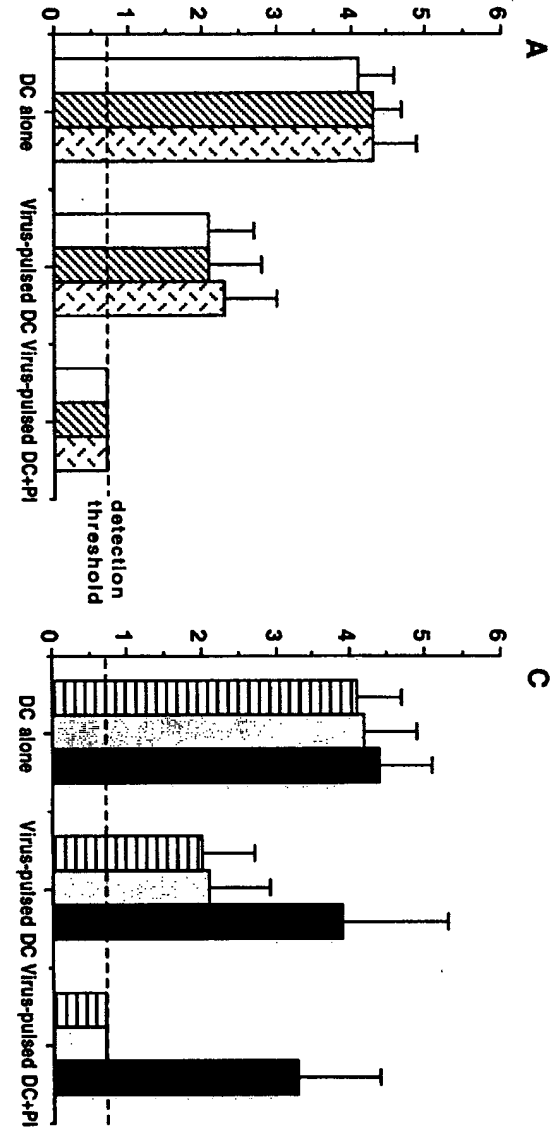 A
6
5
4
3
2
1
0
DC alone
Virus-pulsed DC
Virus-pulsed DC+PI
detection
threshold
C
6
5
4
3
2
1
0
DC alone
Virus-pulsed DC
Virus-pulsed DC+PI